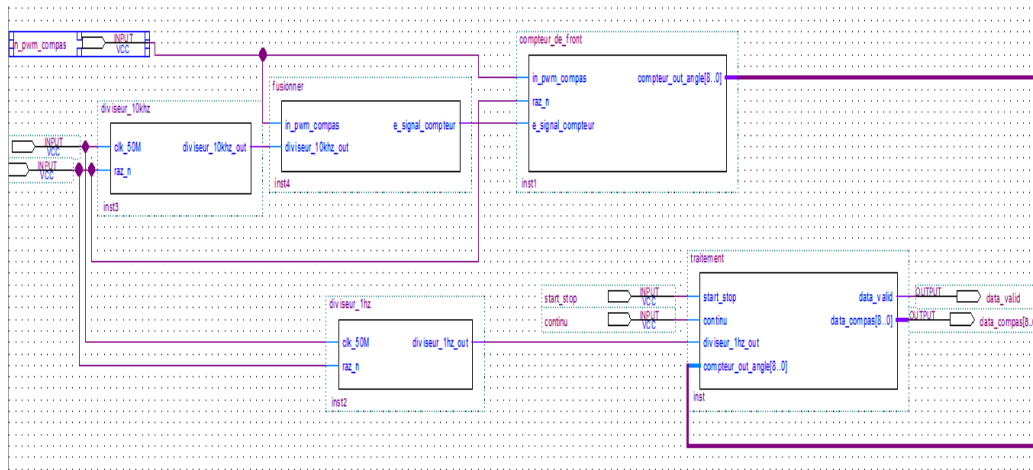 compteur_de_front
in_pwm_compas
INPUT
VCC
in_pwm_compas
compteur_out_angle[8..0]
raz_n
e_signal_compteur
inst1
fusionner
in_pwm_compas
e_signal_compteur
diviseur_10khz_out
inst4
diviseur_10khz
INPUT
VCC
clk_50M
diviseur_10khz_out
INPUT
VCC
raz_n
inst3
traitement
start_stop
INPUT
VCC
start_stop
data_valid
OUTPUT
data_valid
continu
INPUT
VCC
continu
data_compas[8..0]
OUTPUT
data_compas[8..
diviseur_1hz_out
compteur_out_angle[8..0]
inst
diviseur_1hz
clk_50M
diviseur_1hz_out
raz_n
inst2